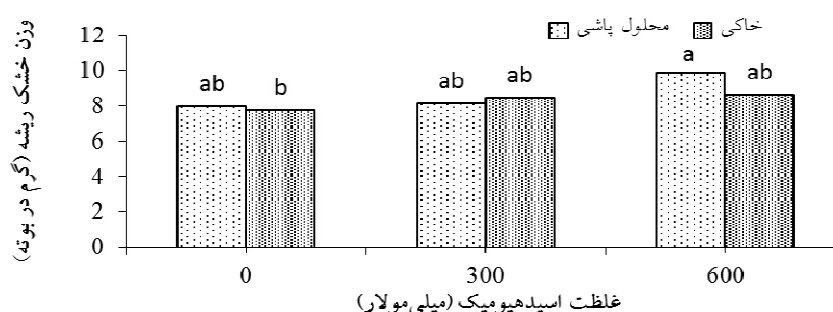 وزن خشک ریشه (گرم در بوته)
محلول پاشی خاکی
12
10
8
6
4
2
0
ab b ab ab a ab
0 300 600
غلظت اسیدهیومیک (میلی‌مولار)